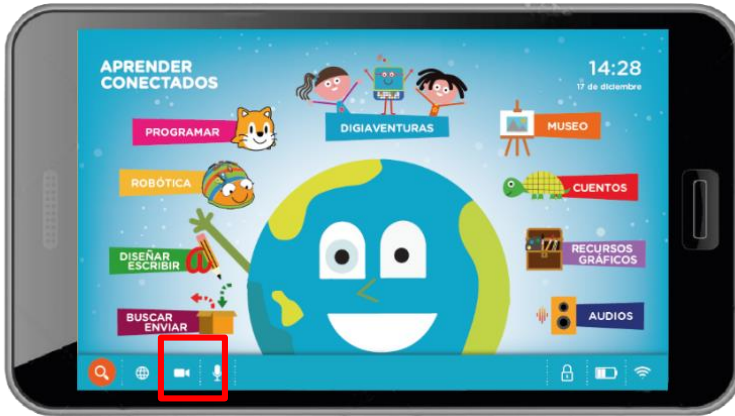 APRENDER
CONECTADOS
14:28
17 de diciembre
PROGRAMAR
DIGIAVENTURAS
MUSEO
ROBÓTICA
CUENTOS
DISEÑAR
ESCRIBIR
RECURSOS
GRÁFICOS
BUSCAR
ENVIAR
AUDIOS